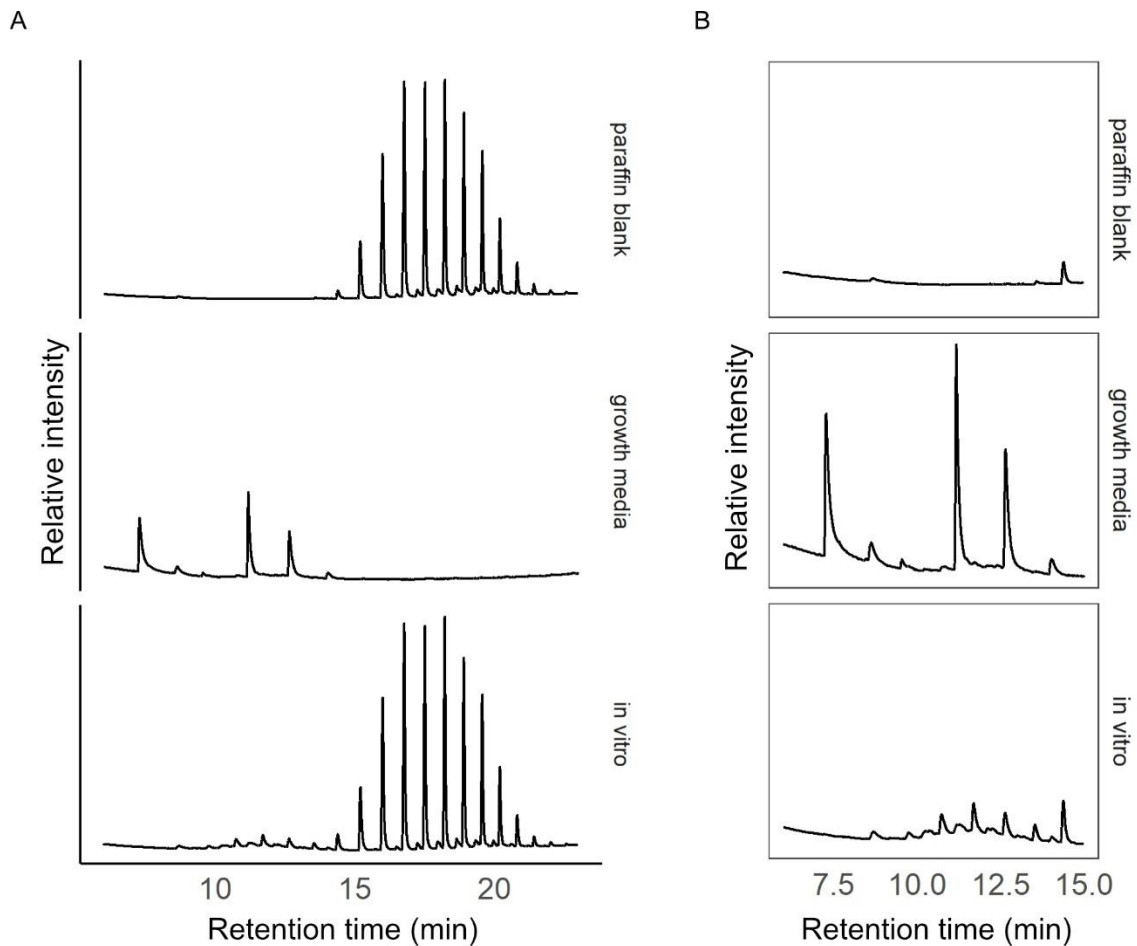 A
Relative intensity
paraffin blank
growth media
in vitro
10
15
20
Retention time (min)
B
Relative intensity
paraffin blank
growth media
in vitro
7.5
10.0
12.5
15.0
Retention time (min)